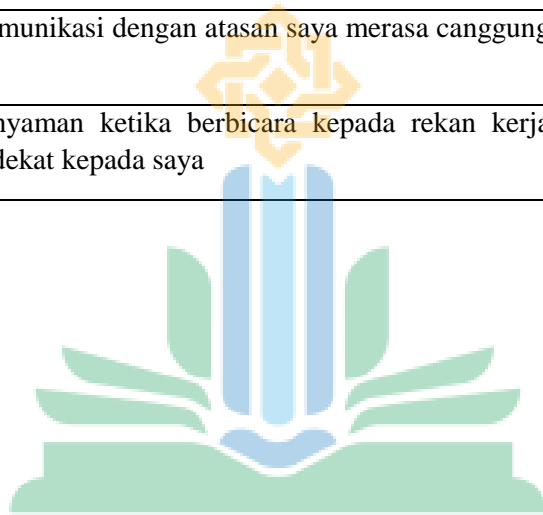 munikasi dengan atasan saya merasa canggung
nyaman ketika berbicara kepada rekan kerja
dekat kepada saya